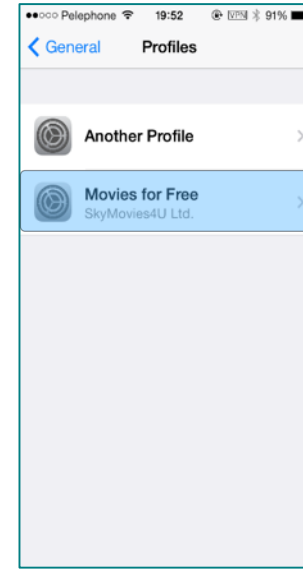 Pelephone 19:52 VPN 91%
General Profiles
Another Profile
Movies for Free
SkyMovies4U Ltd.